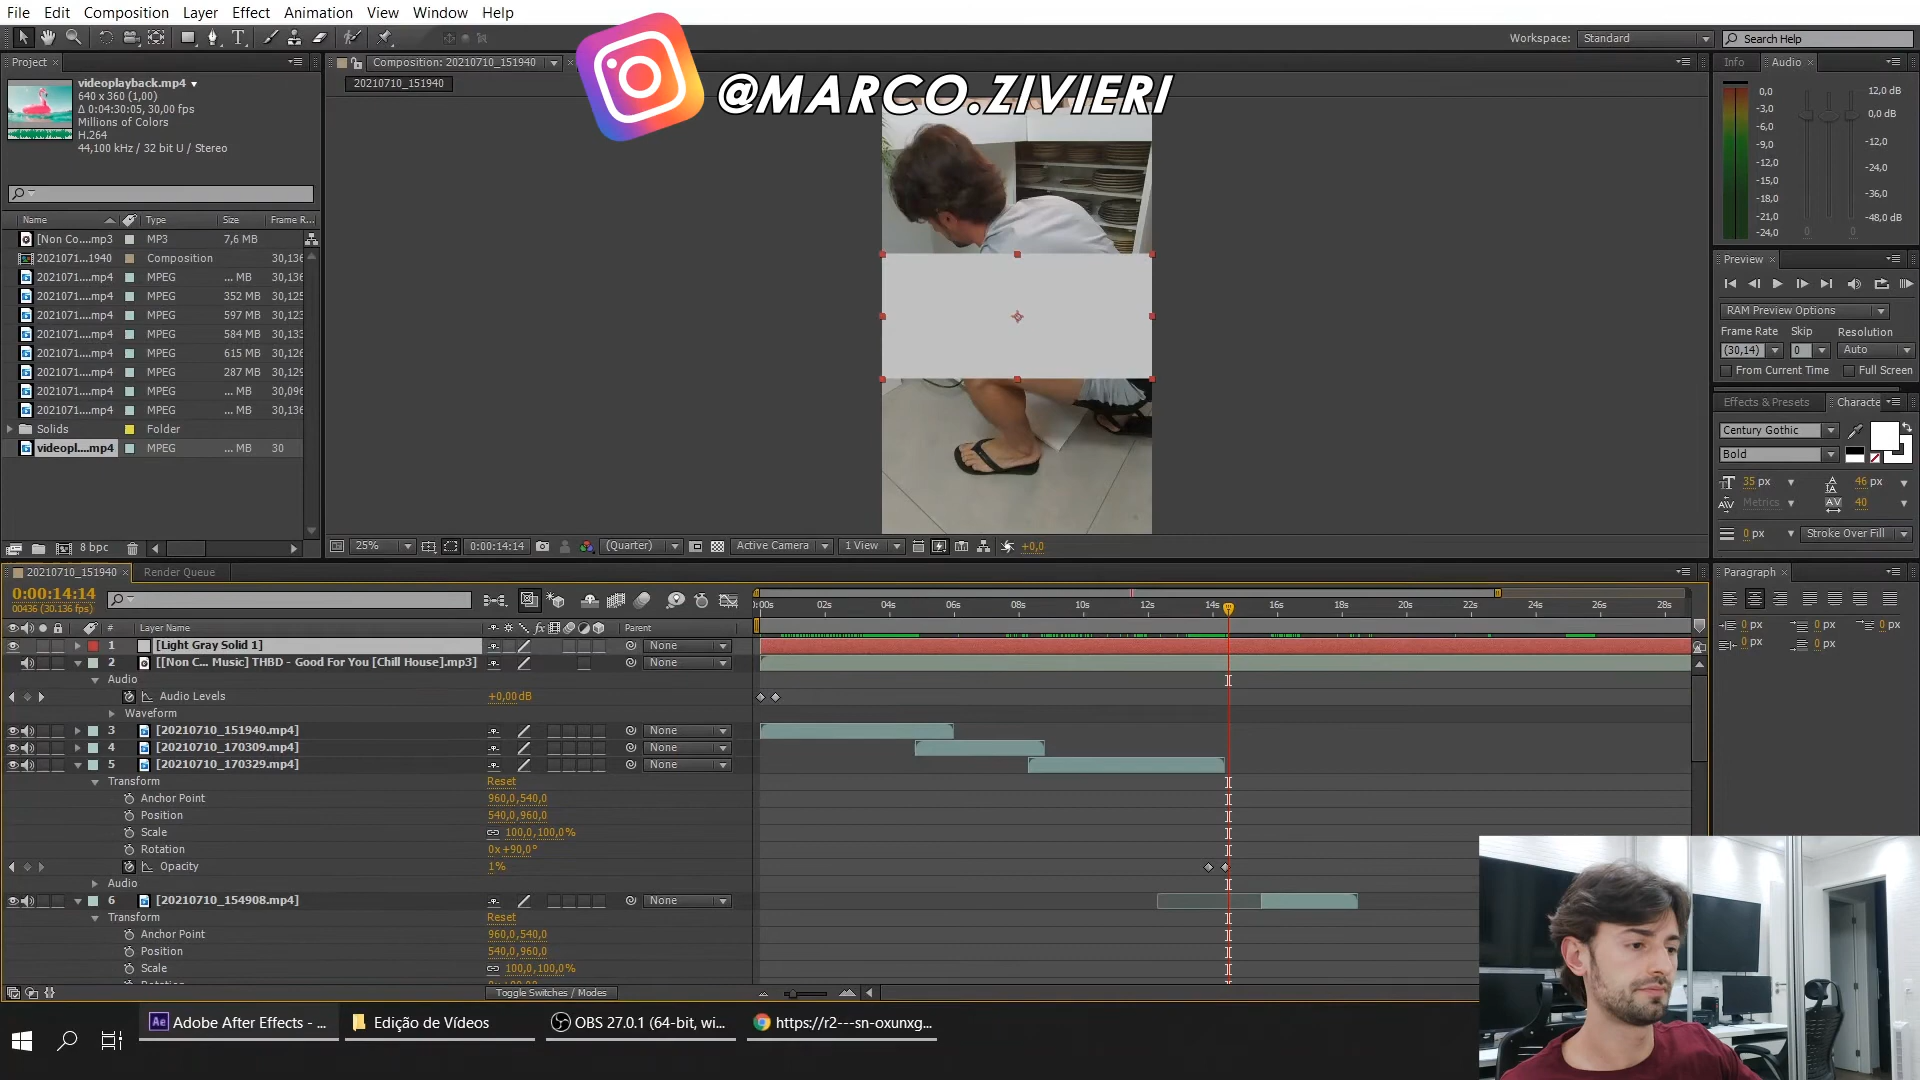 File Edit Composition Layer Effect Animation View Window Help
Workspace: Standard Search Help
Project
Composition: 20210710_151940
20210710_151940
@MARCO.ZIVIERI
videoplayback.mp4
640 x 360 (1,00)
Δ 0:04:30:05, 30,00 fps
Millions of Colors
H.264
44,100 kHz / 32 bit U / Stereo
Name Type Size Frame R...
[Non Co....mp3 MP3 7,6 MB
2021071...1940 Composition 30,136
2021071....mp4 MPEG ... MB 30,136
2021071....mp4 MPEG 352 MB 30,125
2021071....mp4 MPEG 597 MB 30,123
2021071....mp4 MPEG 584 MB 30,133
2021071....mp4 MPEG 615 MB 30,126
2021071....mp4 MPEG 287 MB 30,129
2021071....mp4 MPEG ... MB 30,096
2021071....mp4 MPEG ... MB 30,136
Solids Folder
videopl....mp4 MPEG ... MB 30
8 bpc
25% 0:00:14:14 (Quarter) Active Camera 1 View +0,0
Info Audio
0,0
-3,0
-6,0
-9,0
-12,0
-15,0
-18,0
-21,0
-24,0
12,0 dB
0,0 dB
-12,0
-24,0
-36,0
-48,0 dB
0 0
Preview
RAM Preview Options
Frame Rate Skip Resolution
(30,14) 0 Auto
From Current Time Full Screen
Effects & Presets Characte
Century Gothic
Bold
35 px 46 px
Metrics 40
0 px Stroke Over Fill
Paragraph
0 px 0 px 0 px
0 px 0 px
20210710_151940 Render Queue
0:00:14:14
00436 (30.136 fps)
):00s 02s 04s 06s 08s 10s 12s 14s 16s 18s 20s 22s 24s 26s 28s
# Layer Name Parent
1 [Light Gray Solid 1] None
2 [[Non C... Music] THBD - Good For You [Chill House].mp3] None
Audio
Audio Levels +0,00dB
Waveform
3 [20210710_151940.mp4] None
4 [20210710_170309.mp4] None
5 [20210710_170329.mp4] None
Transform Reset
Anchor Point 960,0,540,0
Position 540,0,960,0
Scale 100,0,100,0%
Rotation 0x+90,0°
Opacity 1%
Audio
6 [20210710_154908.mp4] None
Transform Reset
Anchor Point 960,0,540,0
Position 540,0,960,0
Scale 100,0,100,0%
Toggle Switches / Modes
Adobe After Effects - ...
Edição de Vídeos
OBS 27.0.1 (64-bit, wi...
https://r2---sn-oxunxg...